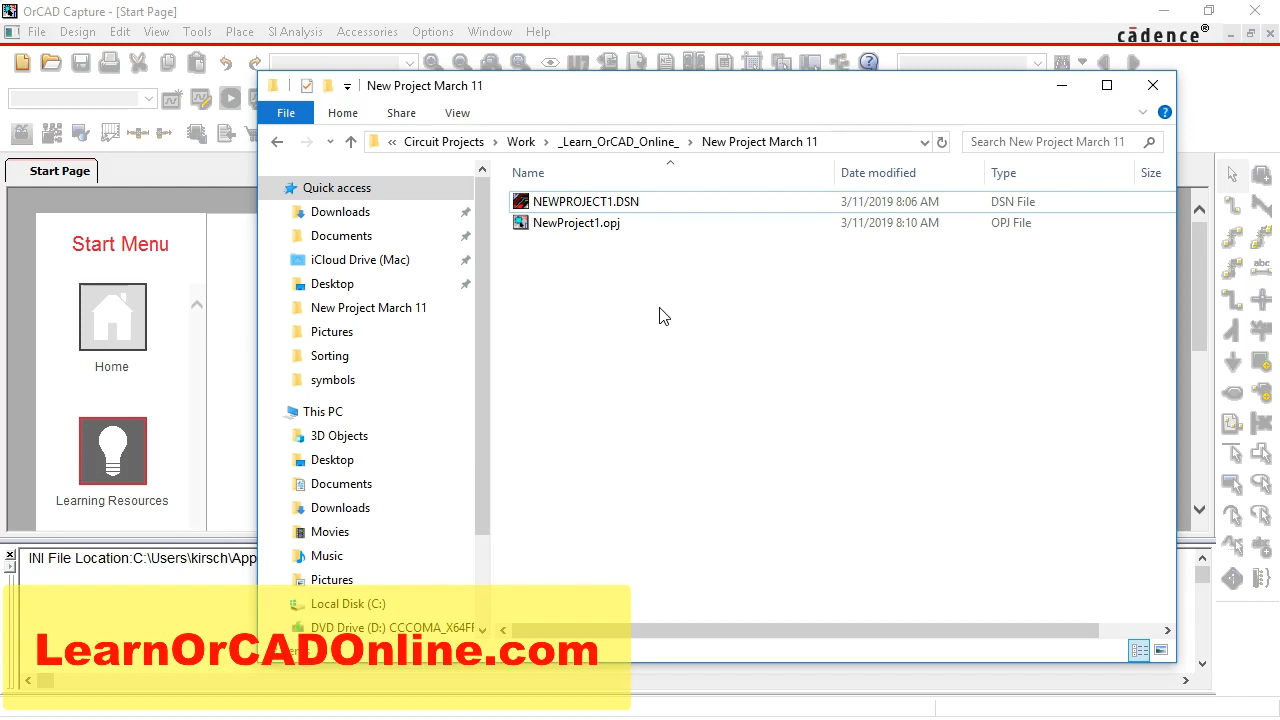 OrCAD Capture - [Start Page]
File Design Edit View Tools Place SI Analysis Accessories Options Window Help
cādence®
New Project March 11
File Home Share View
« Circuit Projects > Work > _Learn_OrCAD_Online_ > New Project March 11
Search New Project March 11
Start Page
Name Date modified Type Size
NEWPROJECT1.DSN 3/11/2019 8:06 AM DSN File
NewProject1.opj 3/11/2019 8:10 AM OPJ File
Quick access
Downloads
Documents
iCloud Drive (Mac)
Desktop
New Project March 11
Pictures
Sorting
symbols
This PC
3D Objects
Desktop
Documents
Downloads
Movies
Music
Pictures
Local Disk (C:)
DVD Drive (D:) CCCOMA_X64FR
Start Menu
Home
Learning Resources
INI File Location:C:\Users\kirsch\App
LearnOrCADOnline.com